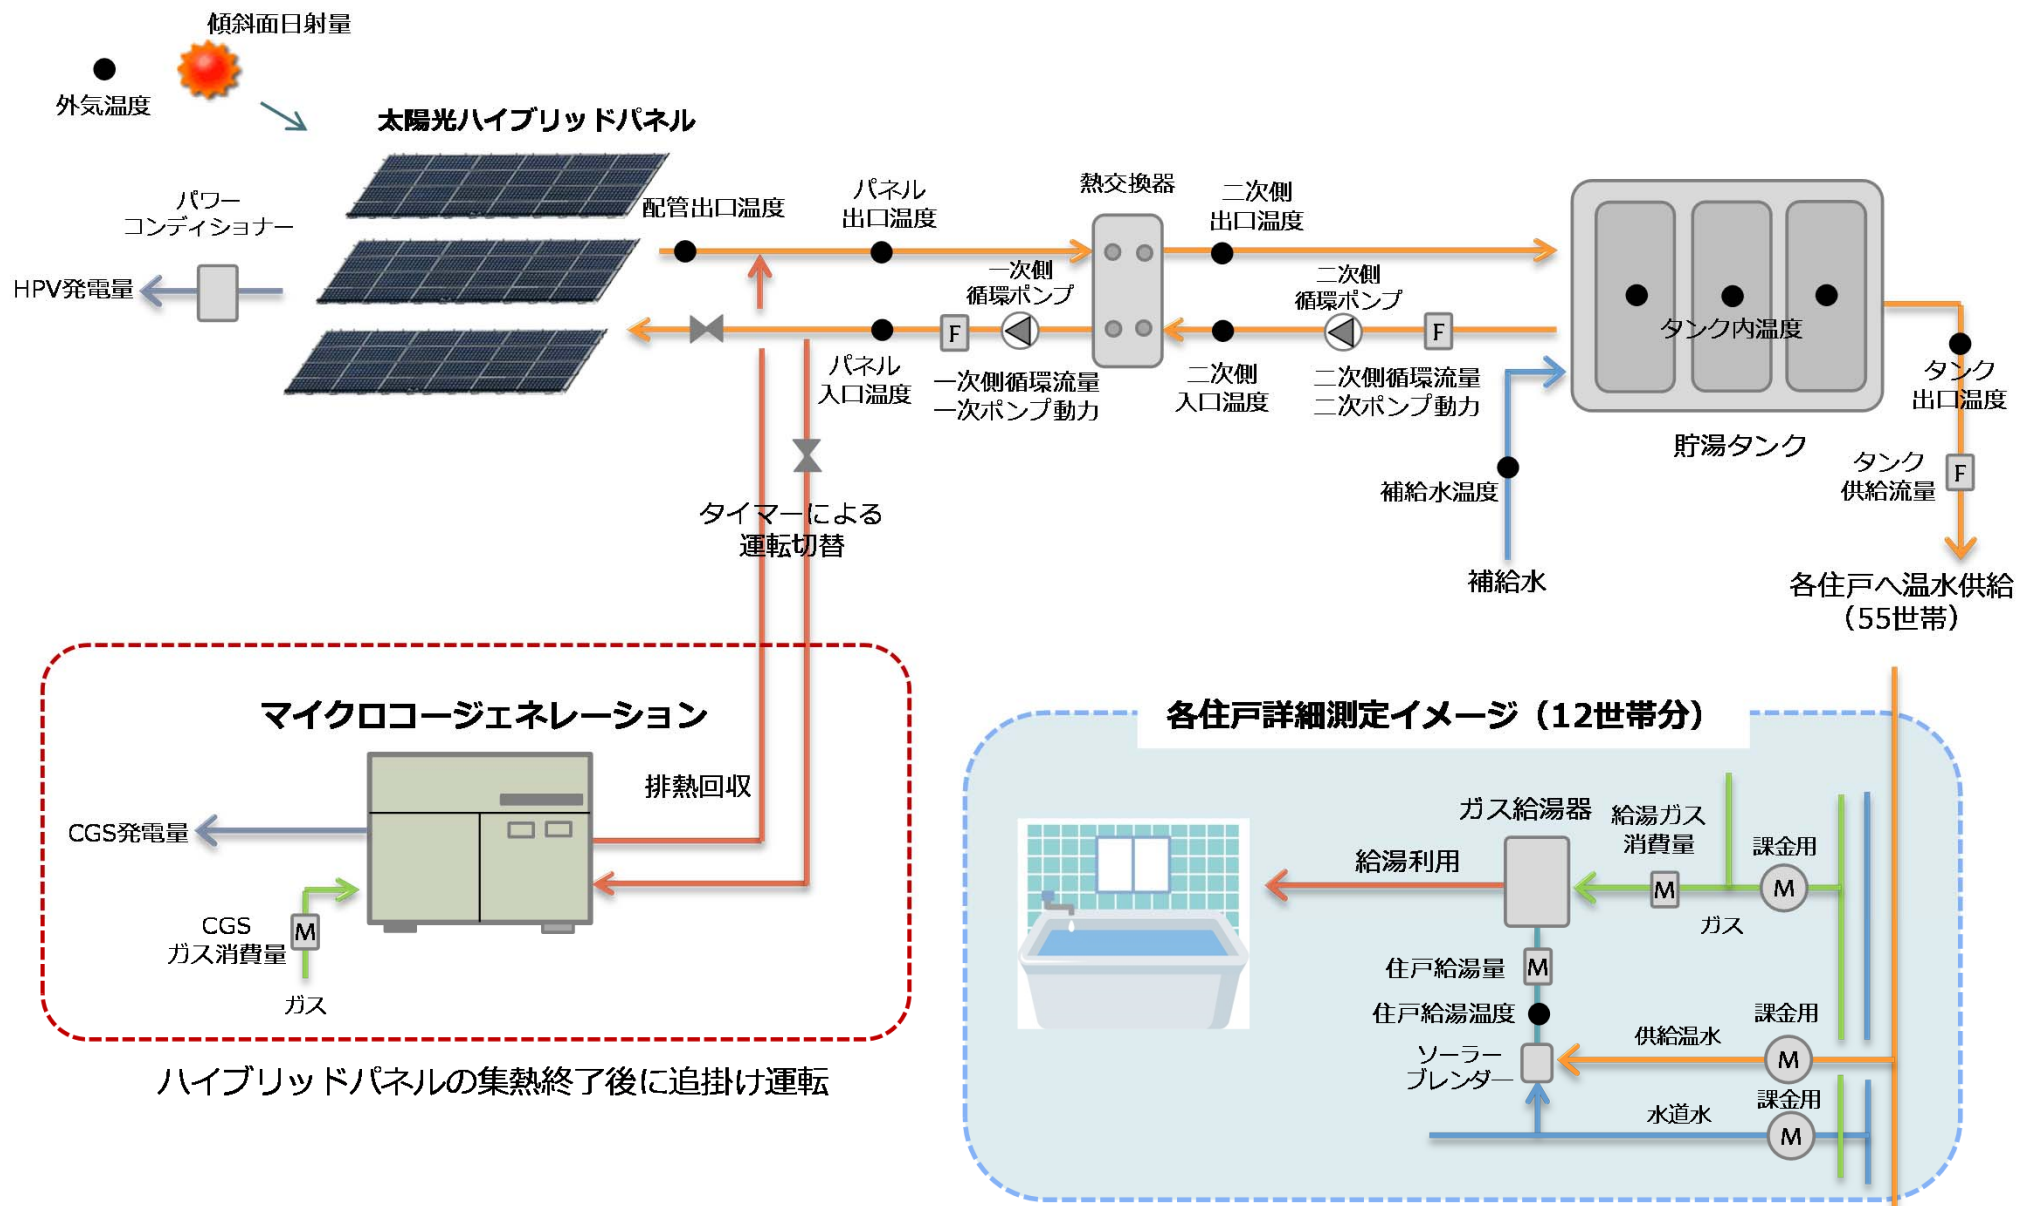 傾斜面日射量
外気温度
太陽光ハイブリッドパネル
パワー
コンディショナー
HPV発電量
配管出口温度
パネル
出口温度
熱交換器
二次側
出口温度
一次側
循環ポンプ
二次側
循環ポンプ
F
F
パネル
入口温度
一次側循環流量
一次ポンプ動力
二次側
入口温度
二次側循環流量
二次ポンプ動力
タンク内温度
貯湯タンク
タンク
出口温度
タンク
供給流量
F
補給水温度
補給水
各住戸へ温水供給
（55世帯）
タイマーによる
運転切替
マイクロコージェネレーション
排熱回収
CGS発電量
CGS
ガス消費量
M
ガス
ハイブリッドパネルの集熱終了後に追掛け運転
各住戸詳細測定イメージ（12世帯分）
ガス給湯器
給湯ガス
消費量
課金用
給湯利用
M
M
ガス
住戸給湯量
M
住戸給湯温度
ソーラー
ブレンダー
供給温水
課金用
M
水道水
課金用
M